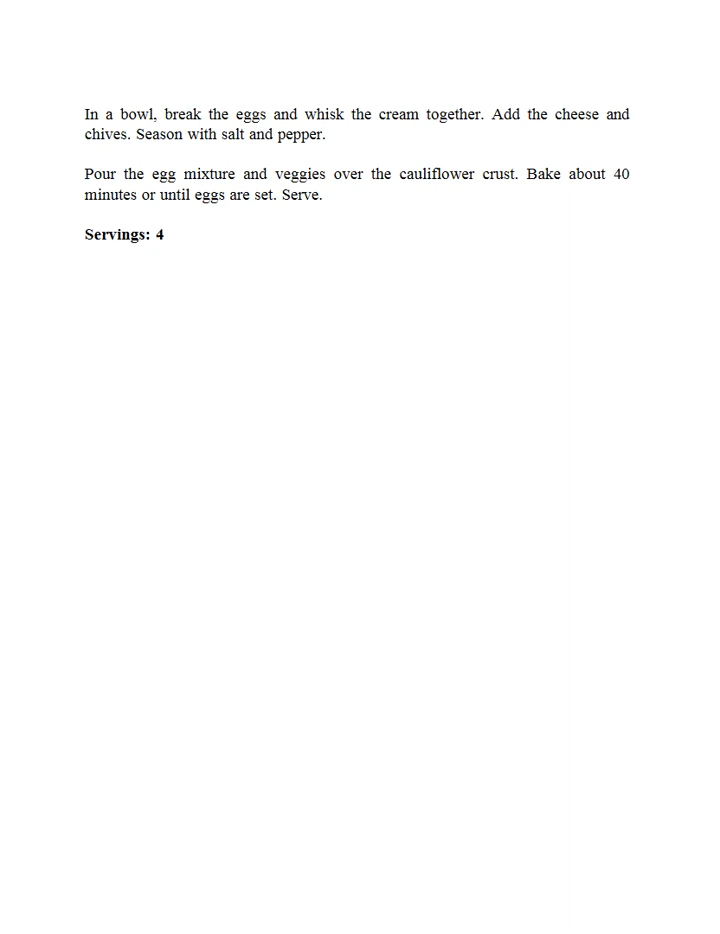 In a bowl, break the eggs and whisk the cream together. Add the cheese and
chives. Season with salt and pepper.
Pour the egg mixture and veggies over the cauliflower crust. Bake about 40
minutes or until eggs are set. Serve.
Servings: 4